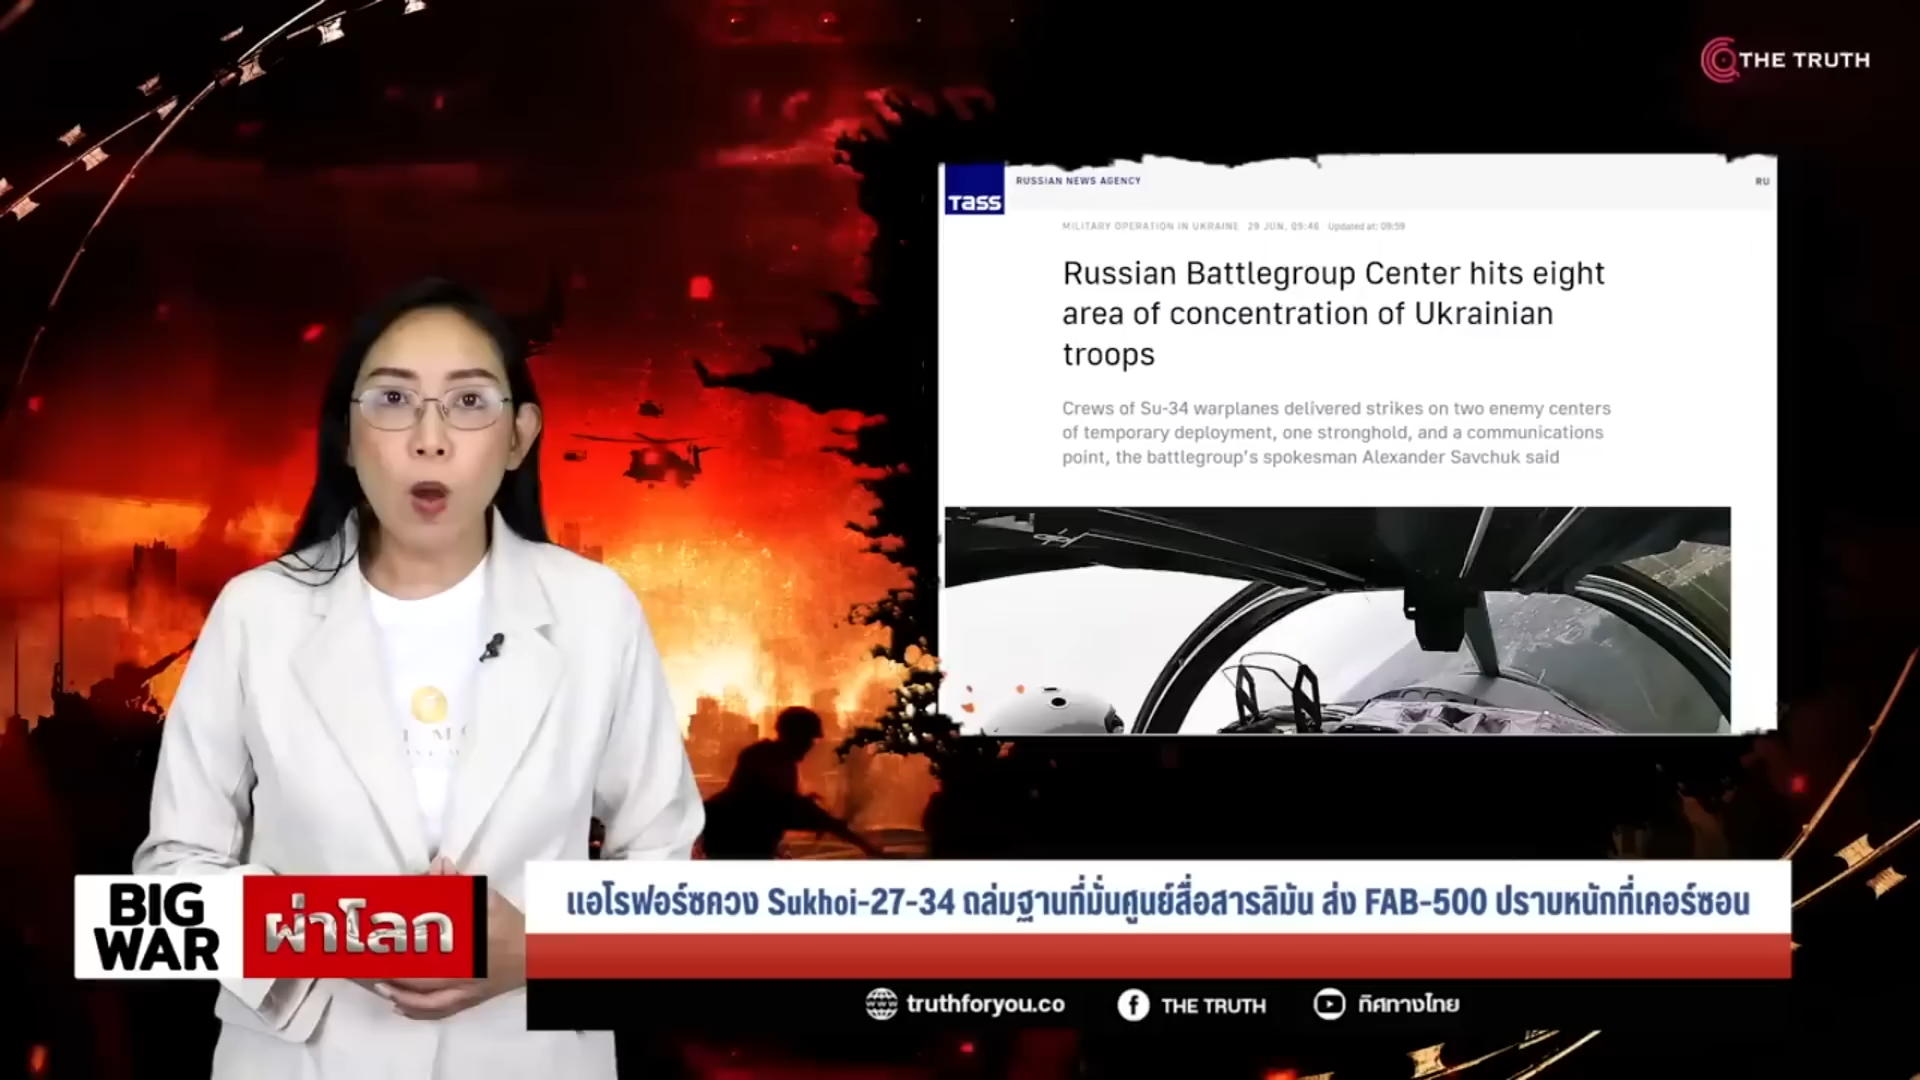 THE TRUTH
TASS
RUSSIAN NEWS AGENCY
RU
MILITARY OPERATION IN UKRAINE 29 JUN, 09:46 Updated at: 09:59
Russian Battlegroup Center hits eight
area of concentration of Ukrainian
troops
Crews of Su-34 warplanes delivered strikes on two enemy centers
of temporary deployment, one stronghold, and a communications
point, the battlegroup's spokesman Alexander Savchuk said
BIG
WAR
ผ่าโลก
แอโรฟอร์ซควง Sukhoi-27-34 ถล่มฐานที่มั่นศูนย์สื่อสารลิมัน ส่ง FAB-500 ปราบหนักที่เคอร์ซอน
www truthforyou.co THE TRUTH ทิศทางไทย